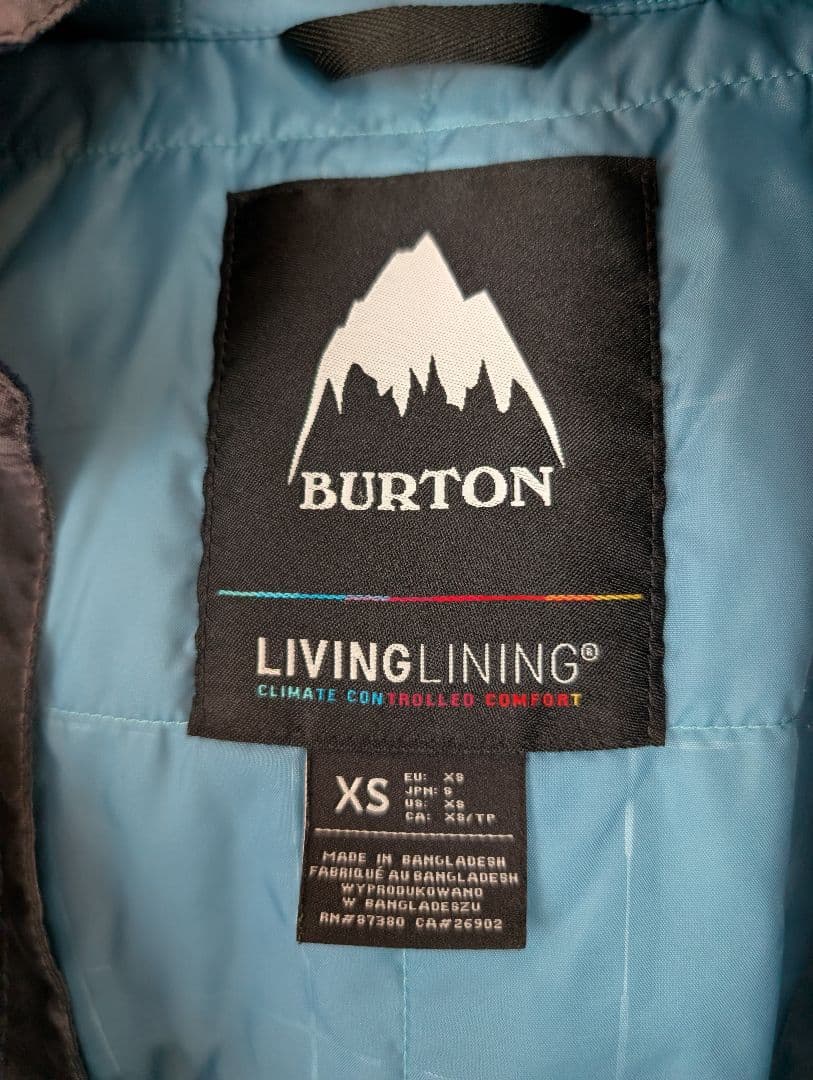 BURTON
LIVINGLINING®
CLIMATE CONTROLLED COMFORT
XS
EU: XS
JPN: S
US: XS
CA: XS/TP
MADE IN BANGLADESH
FABRIQUÉ AU BANGLADESH
WYPRODUKOWANO
W BANGLADESZU
RN#87380 CA#26902